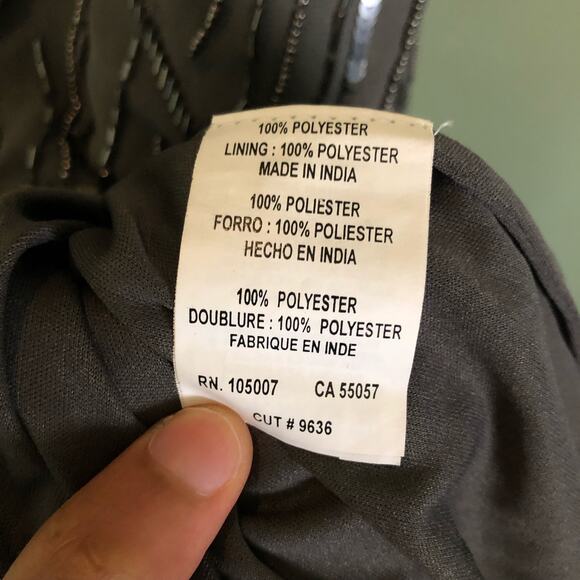 100% POLYESTER
LINING : 100% POLYESTER
MADE IN INDIA
100% POLIESTER
FORRO : 100% POLIESTER
HECHO EN INDIA
100% POLYESTER
DOUBLURE : 100% POLYESTER
FABRIQUE EN INDE
RN. 105007 CA 55057
CUT # 9636